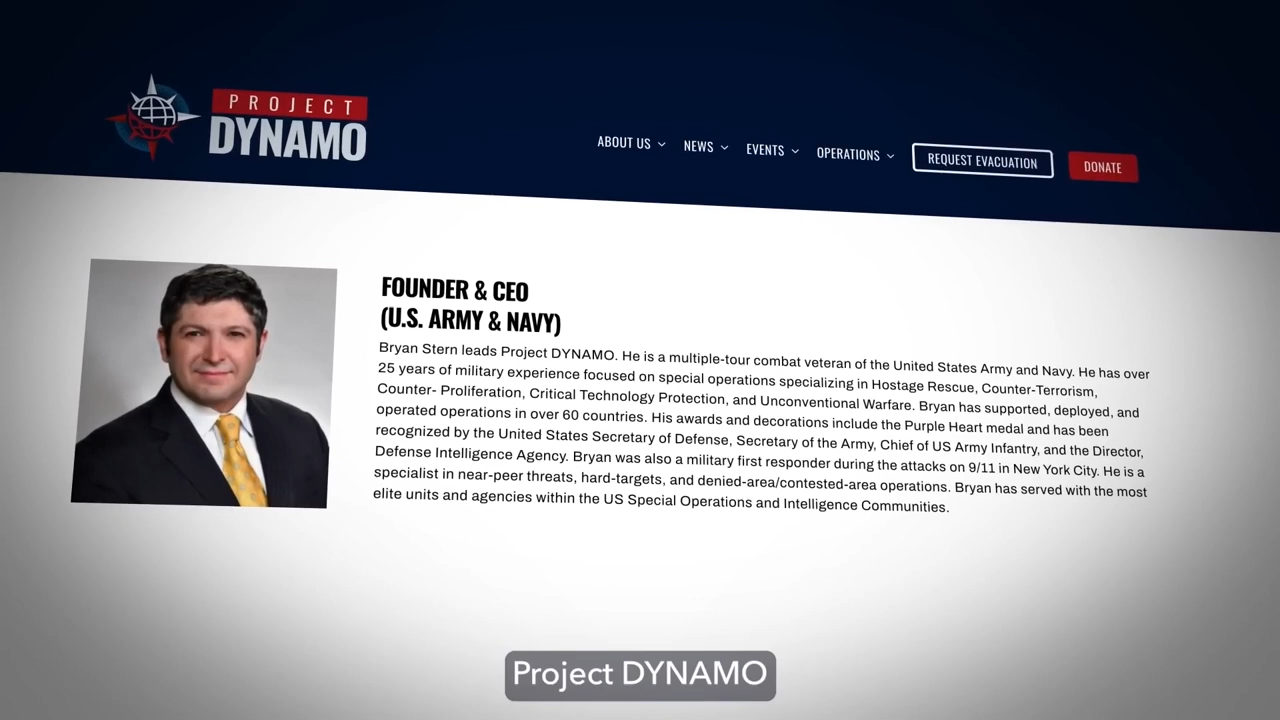 PROJECT
DYNAMO
ABOUT US
NEWS
EVENTS
OPERATIONS
REQUEST EVACUATION
DONATE
FOUNDER & CEO
(U.S. ARMY & NAVY)
Bryan Stern leads Project DYNAMO. He is a multiple-tour combat veteran of the United States Army and Navy. He has over
25 years of military experience focused on special operations specializing in Hostage Rescue, Counter-Terrorism,
Counter- Proliferation, Critical Technology Protection, and Unconventional Warfare. Bryan has supported, deployed, and
operated operations in over 60 countries. His awards and decorations include the Purple Heart medal and has been
recognized by the United States Secretary of Defense, Secretary of the Army, Chief of US Army Infantry, and the Director,
Defense Intelligence Agency. Bryan was also a military first responder during the attacks on 9/11 in New York City. He is a
specialist in near-peer threats, hard-targets, and denied-area/contested-area operations. Bryan has served with the most
elite units and agencies within the US Special Operations and Intelligence Communities.
Project DYNAMO